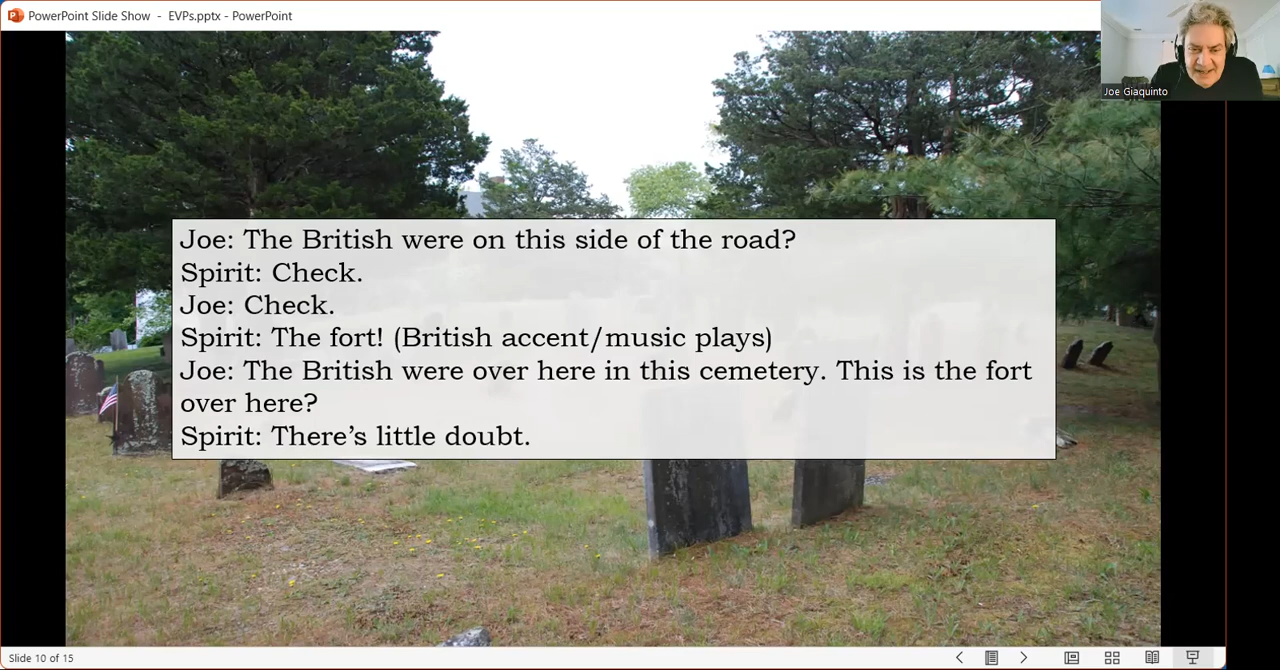 PowerPoint Slide Show - EVPs.pptx - PowerPoint
Joe Giaquinto
Joe: The British were on this side of the road?
Spirit: Check.
Joe: Check.
Spirit: The fort! (British accent/music plays)
Joe: The British were over here in this cemetery. This is the fort
over here?
Spirit: There’s little doubt.
Slide 10 of 15